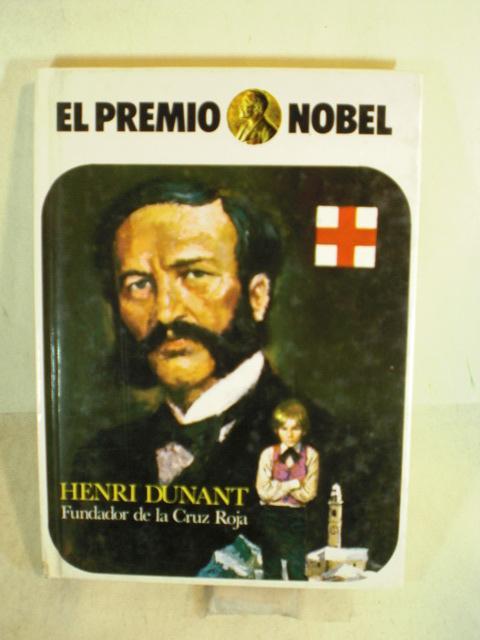 EL PREMIO NOBEL
HENRI DUNANT
Fundador de la Cruz Roja